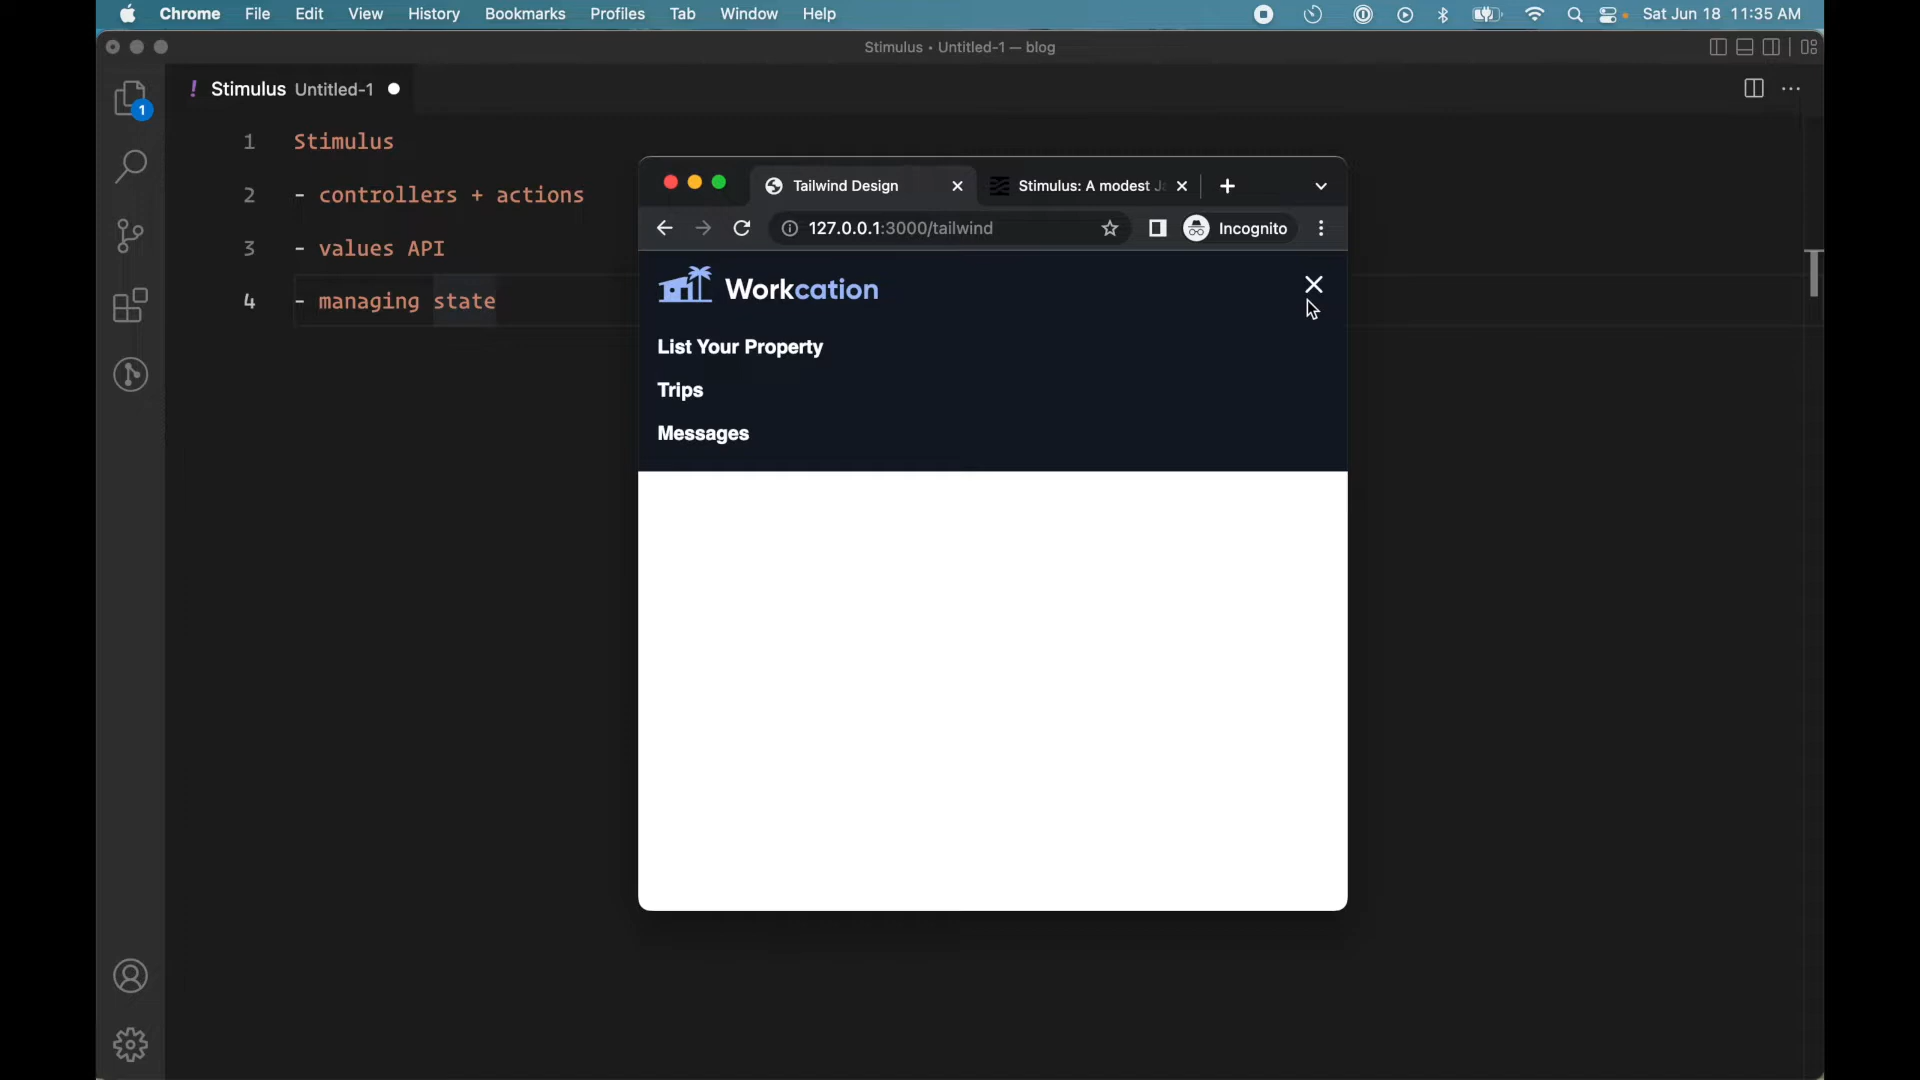 Chrome File Edit View History Bookmarks Profiles Tab Window Help Sat Jun 18 11:35 AM
Stimulus • Untitled-1 — blog
! Stimulus Untitled-1
1
1 Stimulus
2 - controllers + actions
3 - values API
4 - managing state
Tailwind Design
Stimulus: A modest
127.0.0.1:3000/tailwind
Incognito
Workcation
List Your Property
Trips
Messages